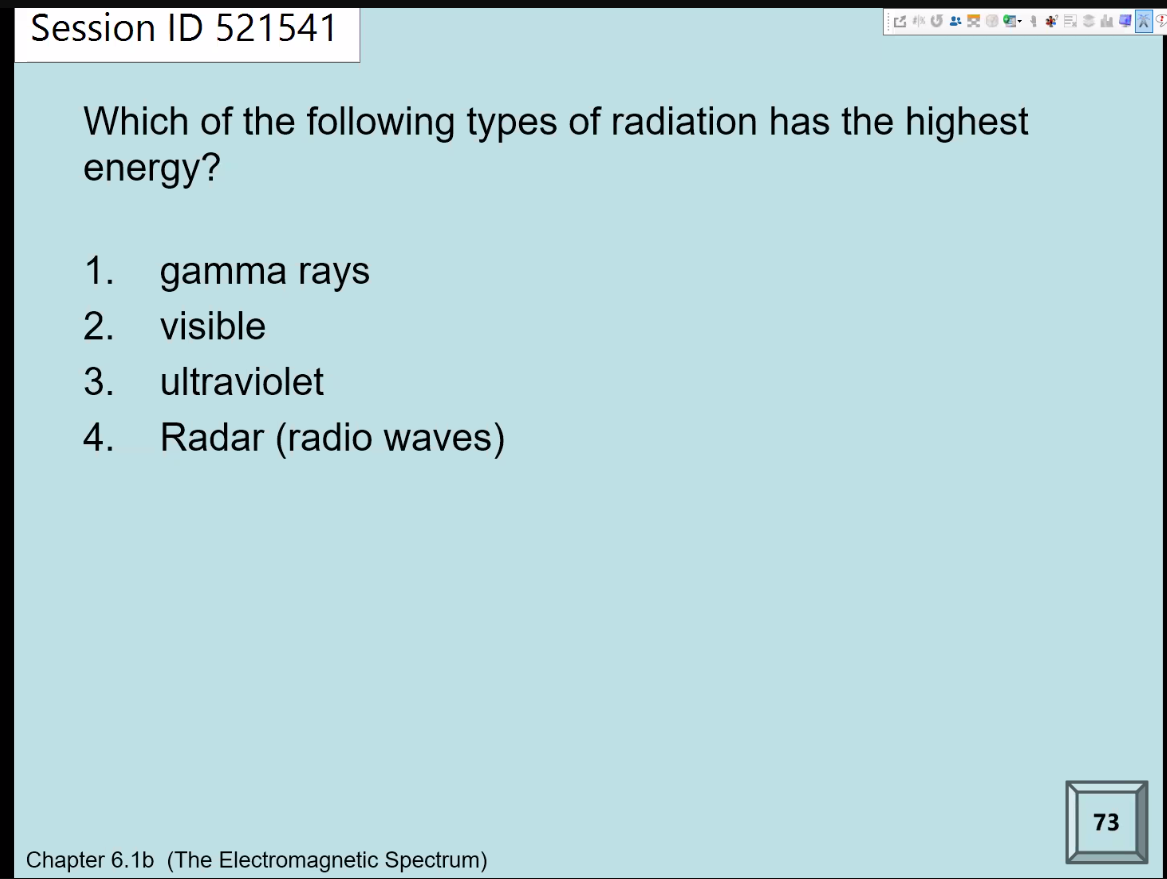 Session ID 521541
Which of the following types of radiation has the highest
energy?
1. gamma rays
2. visible
3. ultraviolet
4. Radar (radio waves)
73
Chapter 6.1b (The Electromagnetic Spectrum)